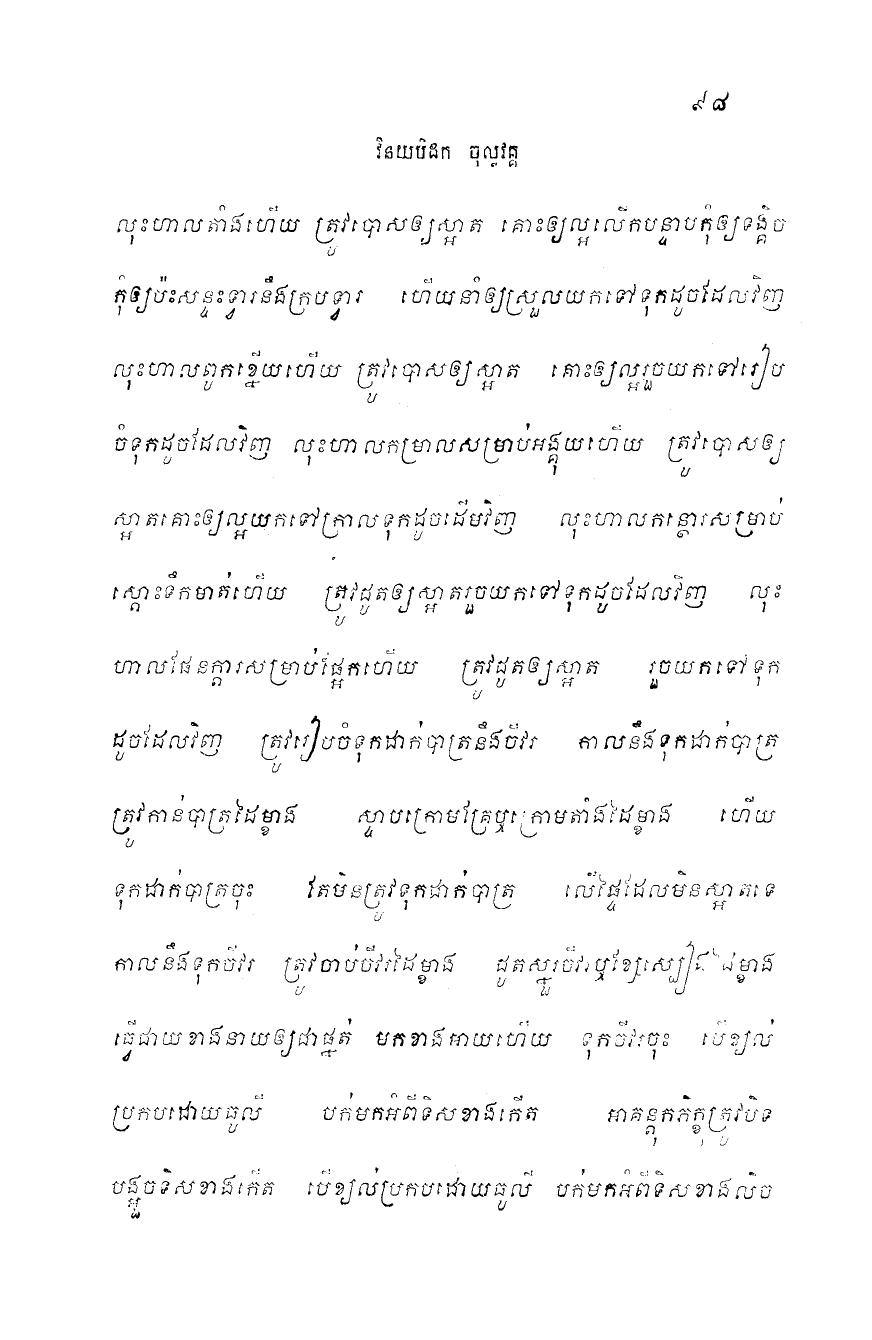 ៩៨
វិនយបិដក ចុល្លវគ្គ
លុះហាលតាំងហើយ ត្រូវបោសឲ្យស្អាត គោះឲ្យល្អលើកបន្ទាបកុំឲ្យទង្គិច
កុំឲ្យប៉ះសន្ទះទ្វារនឹងក្របទ្វារ ហើយនាំឲ្យស្រួលយកទៅទុកដូចដែលវិញ
លុះហាលពូកខ្នើយហើយ ត្រូវបោសឲ្យស្អាត គោះឲ្យល្អរួចយកទៅរៀប
ចំទុកដូចដែលវិញ លុះហាលកម្រាលសម្រាប់អង្គុយហើយ ត្រូវបោសឲ្យ
ស្អាតគោះឲ្យល្អយកទៅក្រាលទុកដូចដើមវិញ លុះហាលកន្ថោរសម្រាប់
ស្តោះទឹកមាត់ហើយ ត្រូវដូតឲ្យស្អាតរួចយកទៅទុកដូចដែលវិញ លុះ
ហាលផែនក្តារសម្រាប់ផ្អែកហើយ ត្រូវដូតឲ្យស្អាត រួចយកទៅទុក
ដូចដែលវិញ ត្រូវរៀបចំទុកដាក់បាត្រនឹងចីវរ កាលនឹងទុកដាក់បាត្រ
ត្រូវកាន់បាត្រដៃម្ខាង ស្ទាបក្រោមគ្រែឬក្រោមតាំងដៃម្ខាង ហើយ
ទុកដាក់បាត្រចុះ តែមិនត្រូវទុកដាក់បាត្រ លើផ្ទៃដែលមិនស្អាតទេ
កាលនឹងទុកចីវរ ត្រូវចាប់ចីវរដៃម្ខាង ដូតស្នួរចីវរឬខ្សែស្បៀងដៃម្ខាង
ធ្វើជាយខាងនាយឲ្យជាផ្នត់ មកខាងអាយហើយ ទុកចីវរចុះ បើខ្យល់
ប្រកបដោយធូលី បក់មកអំពីទិសខាងកើត អាគន្តុកភិក្ខុត្រូវបិទ
បង្អួចទិសខាងកើត បើខ្យល់ប្រកបដោយធូលី បក់មកអំពីទិសខាងលិច